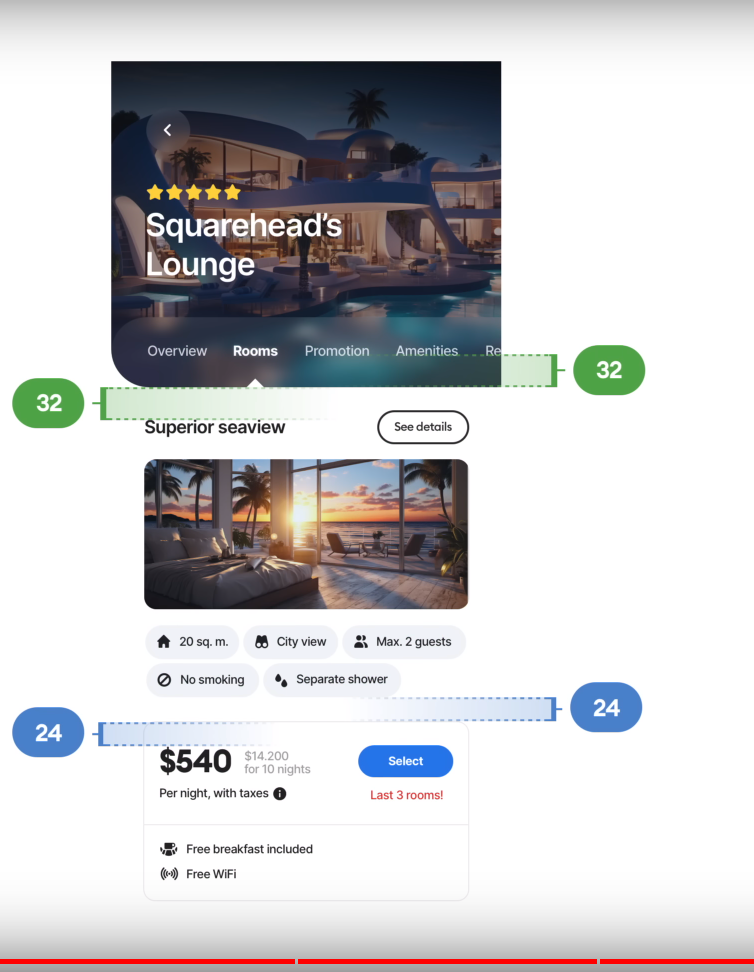 Squarehead's
Lounge
Overview Rooms Promotion Amenities Re
32
32
Superior seaview See details
20 sq. m. City view Max. 2 guests
No smoking Separate shower
24
24
$540 $14.200
for 10 nights
Select
Per night, with taxes
Last 3 rooms!
Free breakfast included
Free WiFi